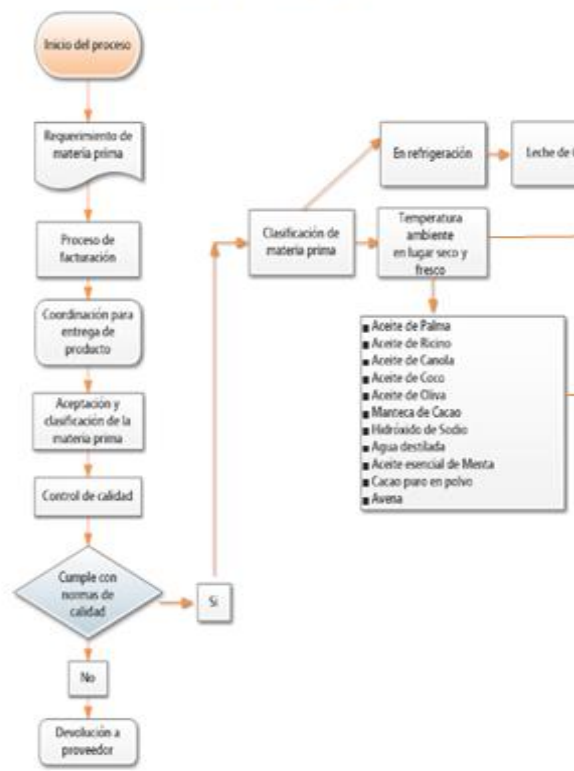 Inicio del proceso
Requerimiento de
materia prima
Proceso de
facturación
Coordinación para
entrega de
producto
Aceptación y
clasificación de la
materia prima
Control de calidad
Cumple con
normas de
calidad
Si
No
Devolución a
proveedor
Clasificación de
materia prima
En refrigeración
Leche de
Temperatura
ambiente
en lugar seco y
fresco
■ Aceite de Palma
■ Aceite de Ricino
■ Aceite de Canola
■ Aceite de Coco
■ Aceite de Oliva
■ Manteca de Cacao
■ Hidróxido de Sodio
■ Agua destilada
■ Aceite esencial de Menta
■ Cacao puro en polvo
■ Avena